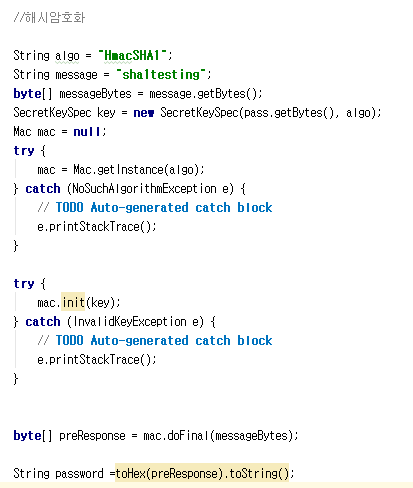 //해시암호화
String algo = "HmacSHA1";
String message = "sha1testing";
byte[] messageBytes = message.getBytes();
SecretKeySpec key = new SecretKeySpec(pass.getBytes(), algo);
Mac mac = null;
try {
    mac = Mac.getInstance(algo);
} catch (NoSuchAlgorithmException e) {
    // TODO Auto-generated catch block
    e.printStackTrace();
}
try {
    mac.init(key);
} catch (InvalidKeyException e) {
    // TODO Auto-generated catch block
    e.printStackTrace();
}
byte[] preResponse = mac.doFinal(messageBytes);
String password =toHex(preResponse).toString();